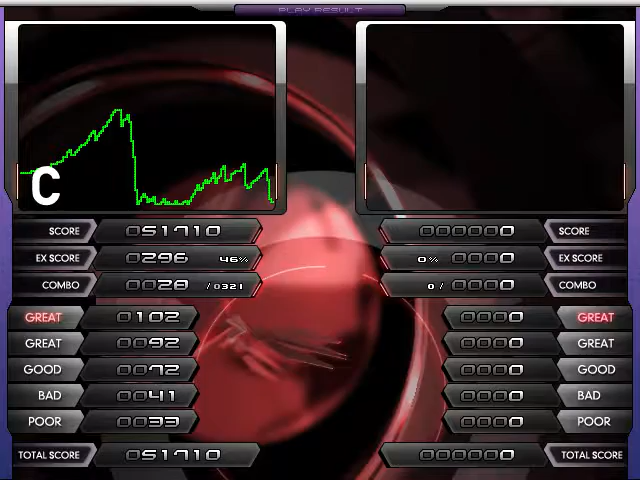 PLAY RESULT
C
SCORE 051710 000000 SCORE
EX SCORE 0296 46% 0% 0000 EX SCORE
COMBO 0028 /0321 0/ 0000 COMBO
GREAT 0102 0000 GREAT
GREAT 0092 0000 GREAT
GOOD 0072 0000 GOOD
BAD 0041 0000 BAD
POOR 0033 0000 POOR
TOTAL SCORE 051710 000000 TOTAL SCORE